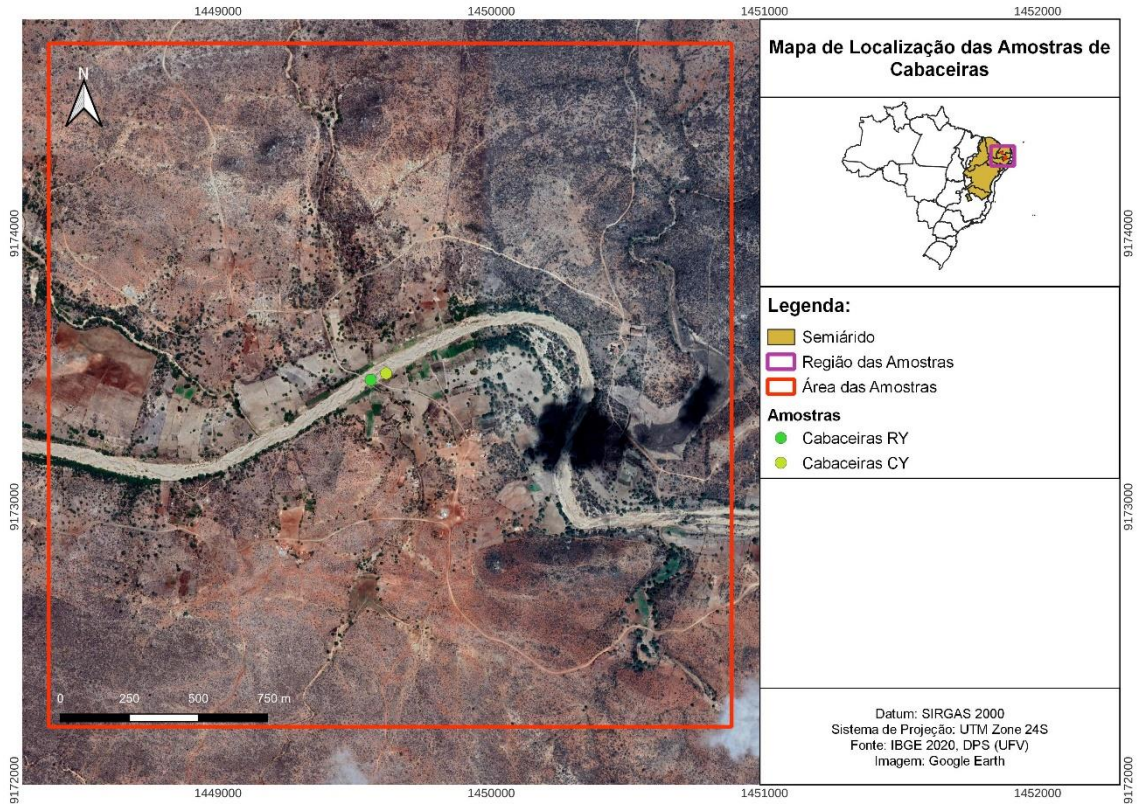 1449000
1450000
1451000
1452000
Mapa de Localização das Amostras de
Cabaceiras
N
9174000
9174000
Legenda:
Semiárido
Região das Amostras
Área das Amostras
Amostras
Cabaceiras RY
Cabaceiras CY
9173000
9173000
0
250
500
750 m
Datum: SIRGAS 2000
Sistema de Projeção: UTM Zone 24S
Fonte: IBGE 2020, DPS (UFV)
Imagem: Google Earth
9172000
9172000
1449000
1450000
1451000
1452000